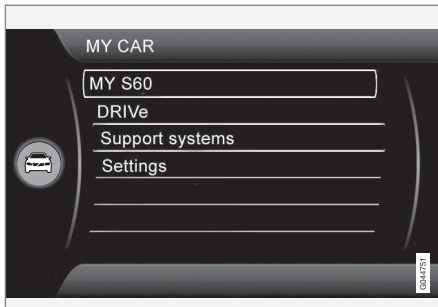 MY CAR
MY S60
DRIVe
Support systems
Settings
G044751